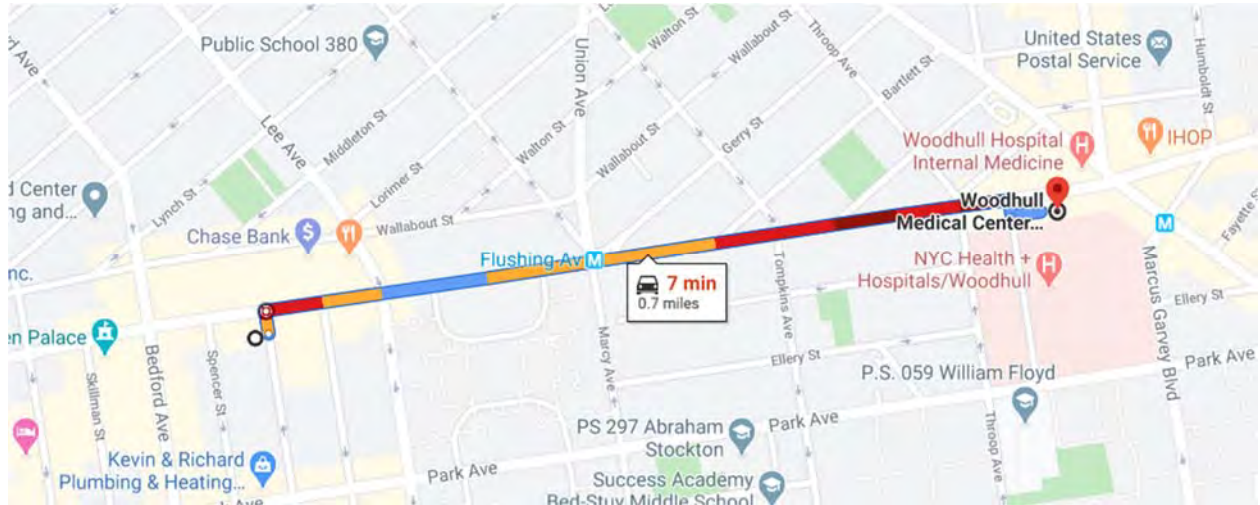 Public School 380
Union Ave
Walton St
Wallabout St
Throop Ave
Bartlett St
United States
Postal Service
Humboldt St
Lee Ave
Middleton St
Walton St
Wallabout St
Gerry St
Woodhull Hospital
Internal Medicine
IHOP
Lorimer St
Lynch St
Wallabout St
d Center
ng and...
Chase Bank
Woodhull
Medical Center...
Flushing Av
7 min
0.7 miles
NYC Health +
Hospitals/Woodhull
Fayette
Marcus Garvey Blvd
Ellery St
inc.
en Palace
Bedford Ave
Spencer St
Skillman St
Marcy Ave
Tompkins Ave
Ellery St
P.S. 059 William Floyd
Park Ave
Park Ave
PS 297 Abraham
Stockton
Throop Ave
Kevin & Richard
Plumbing & Heating...
Park Ave
Success Academy
Bed-Stuy Middle School
k Ave